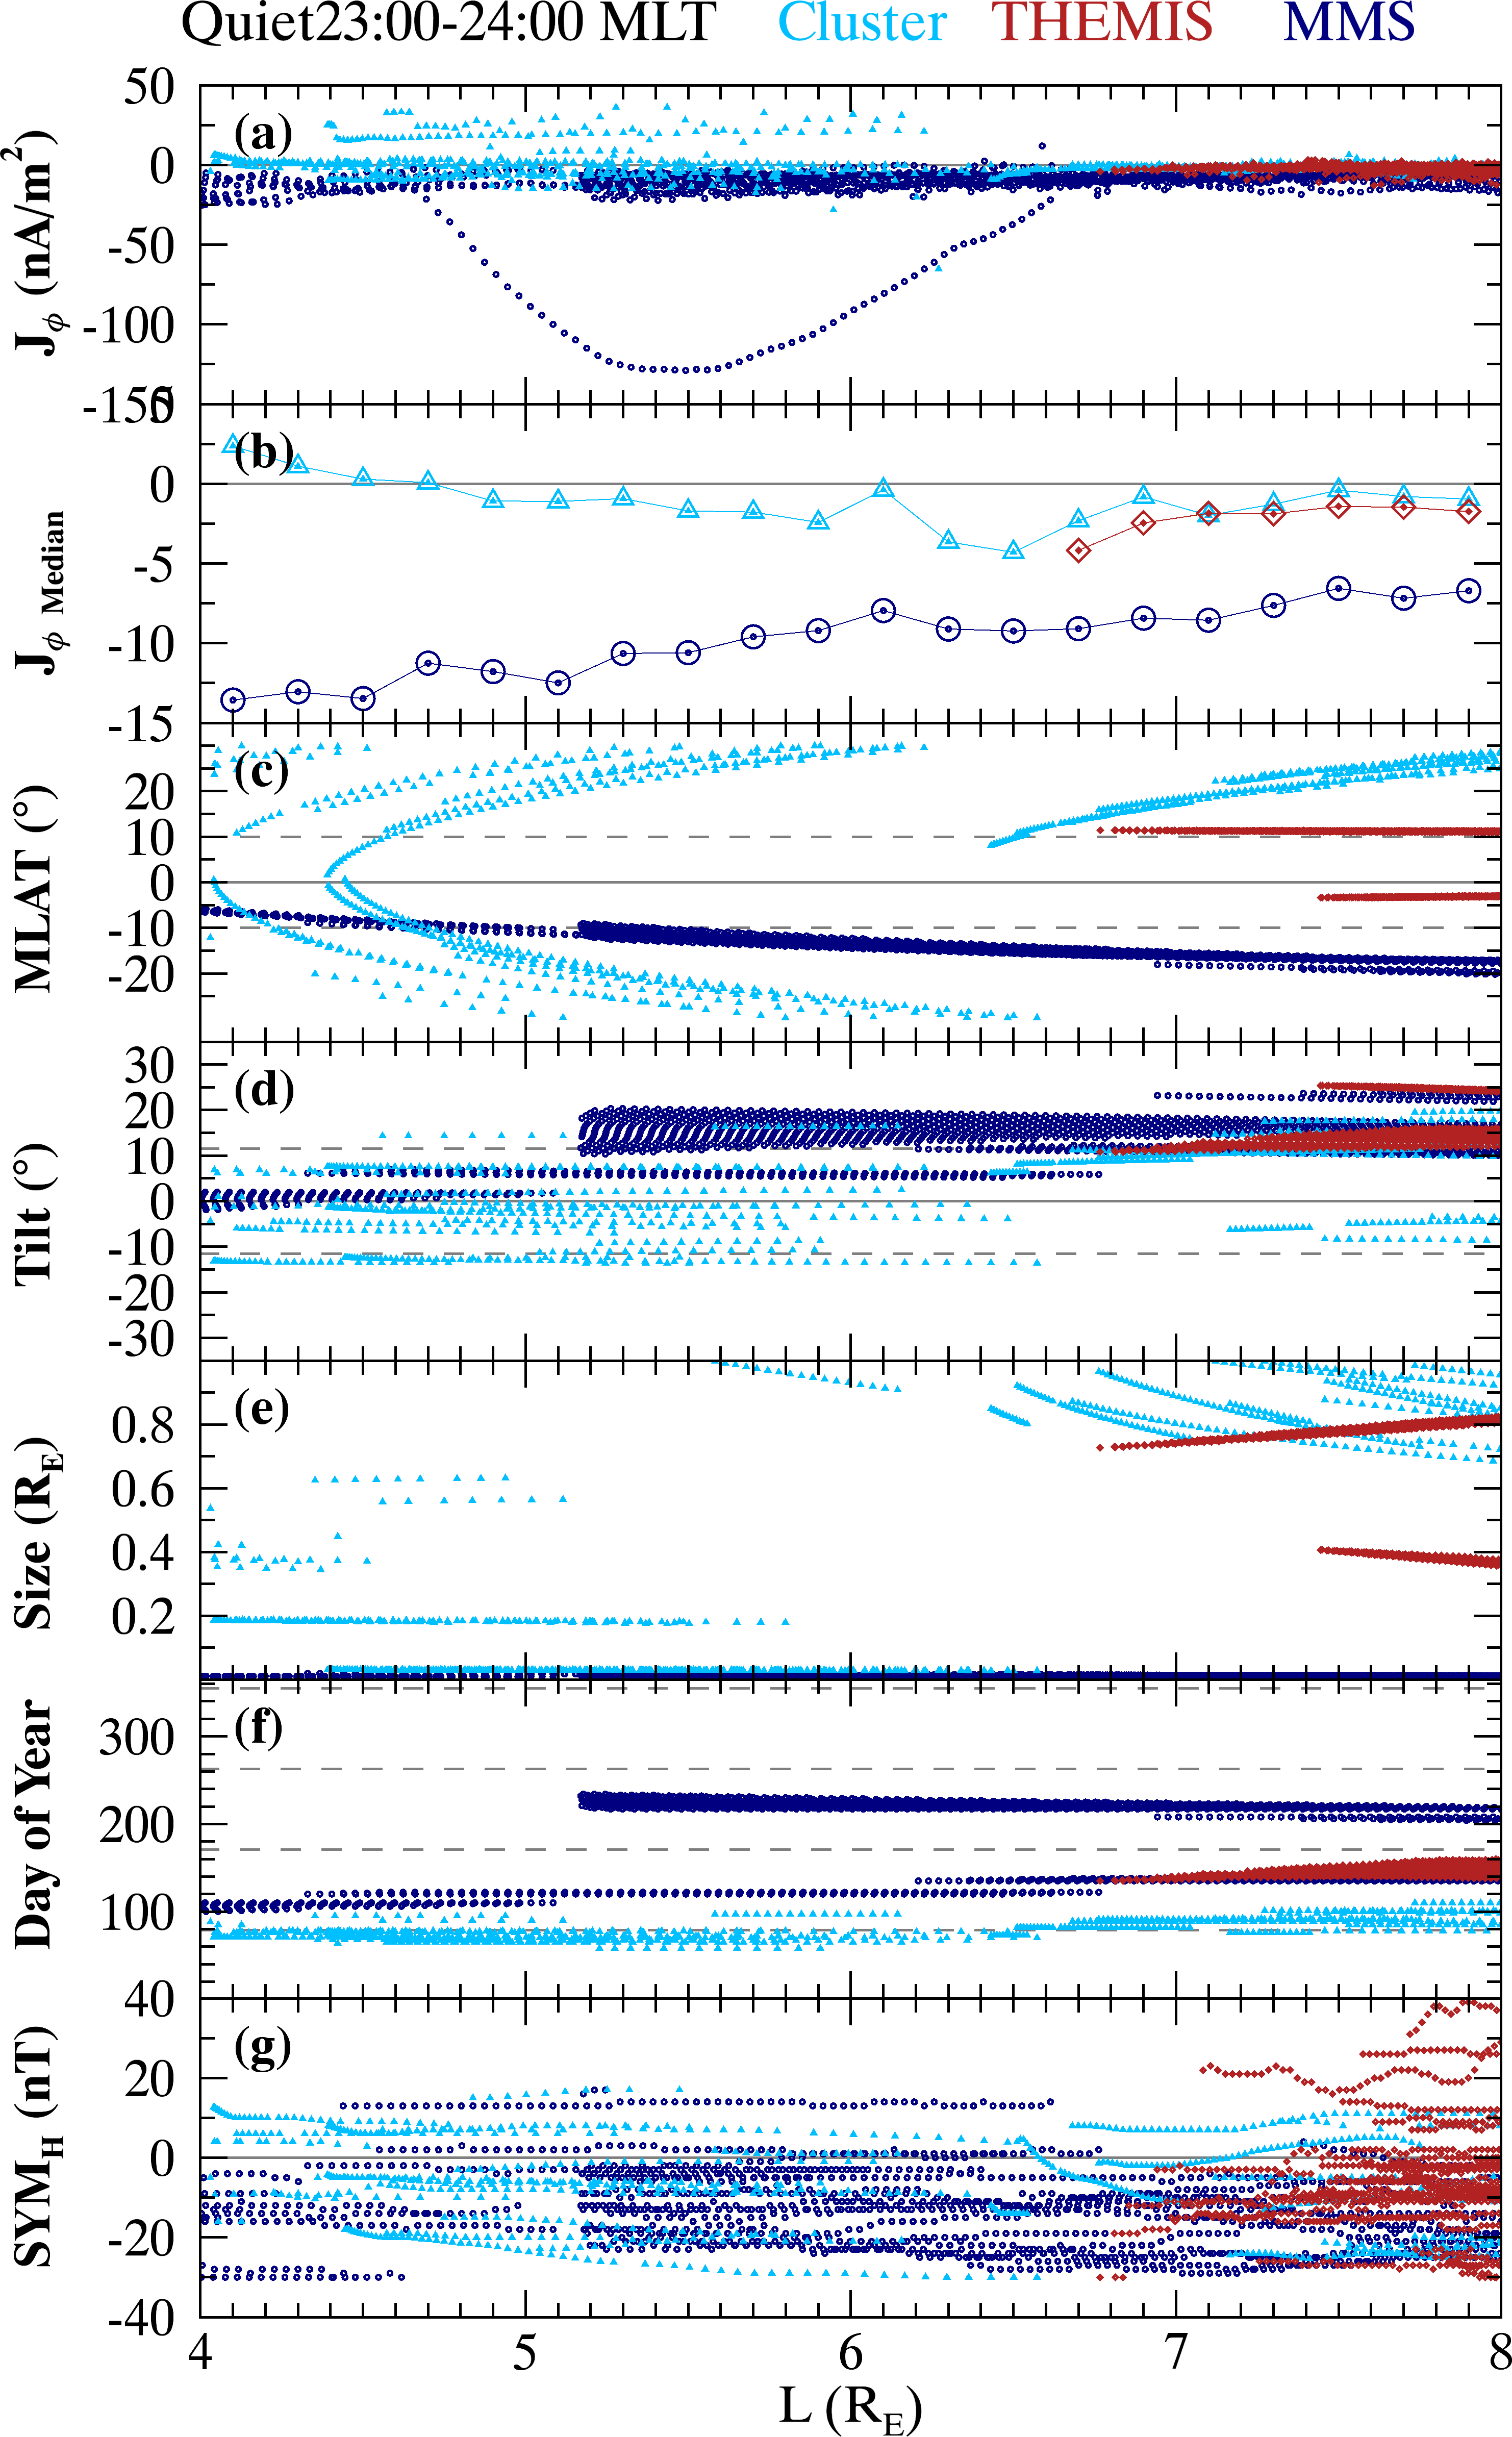 Quiet23:00-24:00 MLT Cluster THEMIS MMS
(a)
J𝜙 (nA/m²)
50
0
-50
-100
-150
(b)
J𝜙 Median
5
0
-5
-10
-15
(c)
MLAT (°)
20
10
0
-10
-20
(d)
Tilt (°)
30
20
10
0
-10
-20
-30
(e)
Size (RE)
0.8
0.6
0.4
0.2
(f)
Day of Year
300
200
100
(g)
SYMH (nT)
40
20
0
-20
-40
4 5 6 7 8
L (RE)